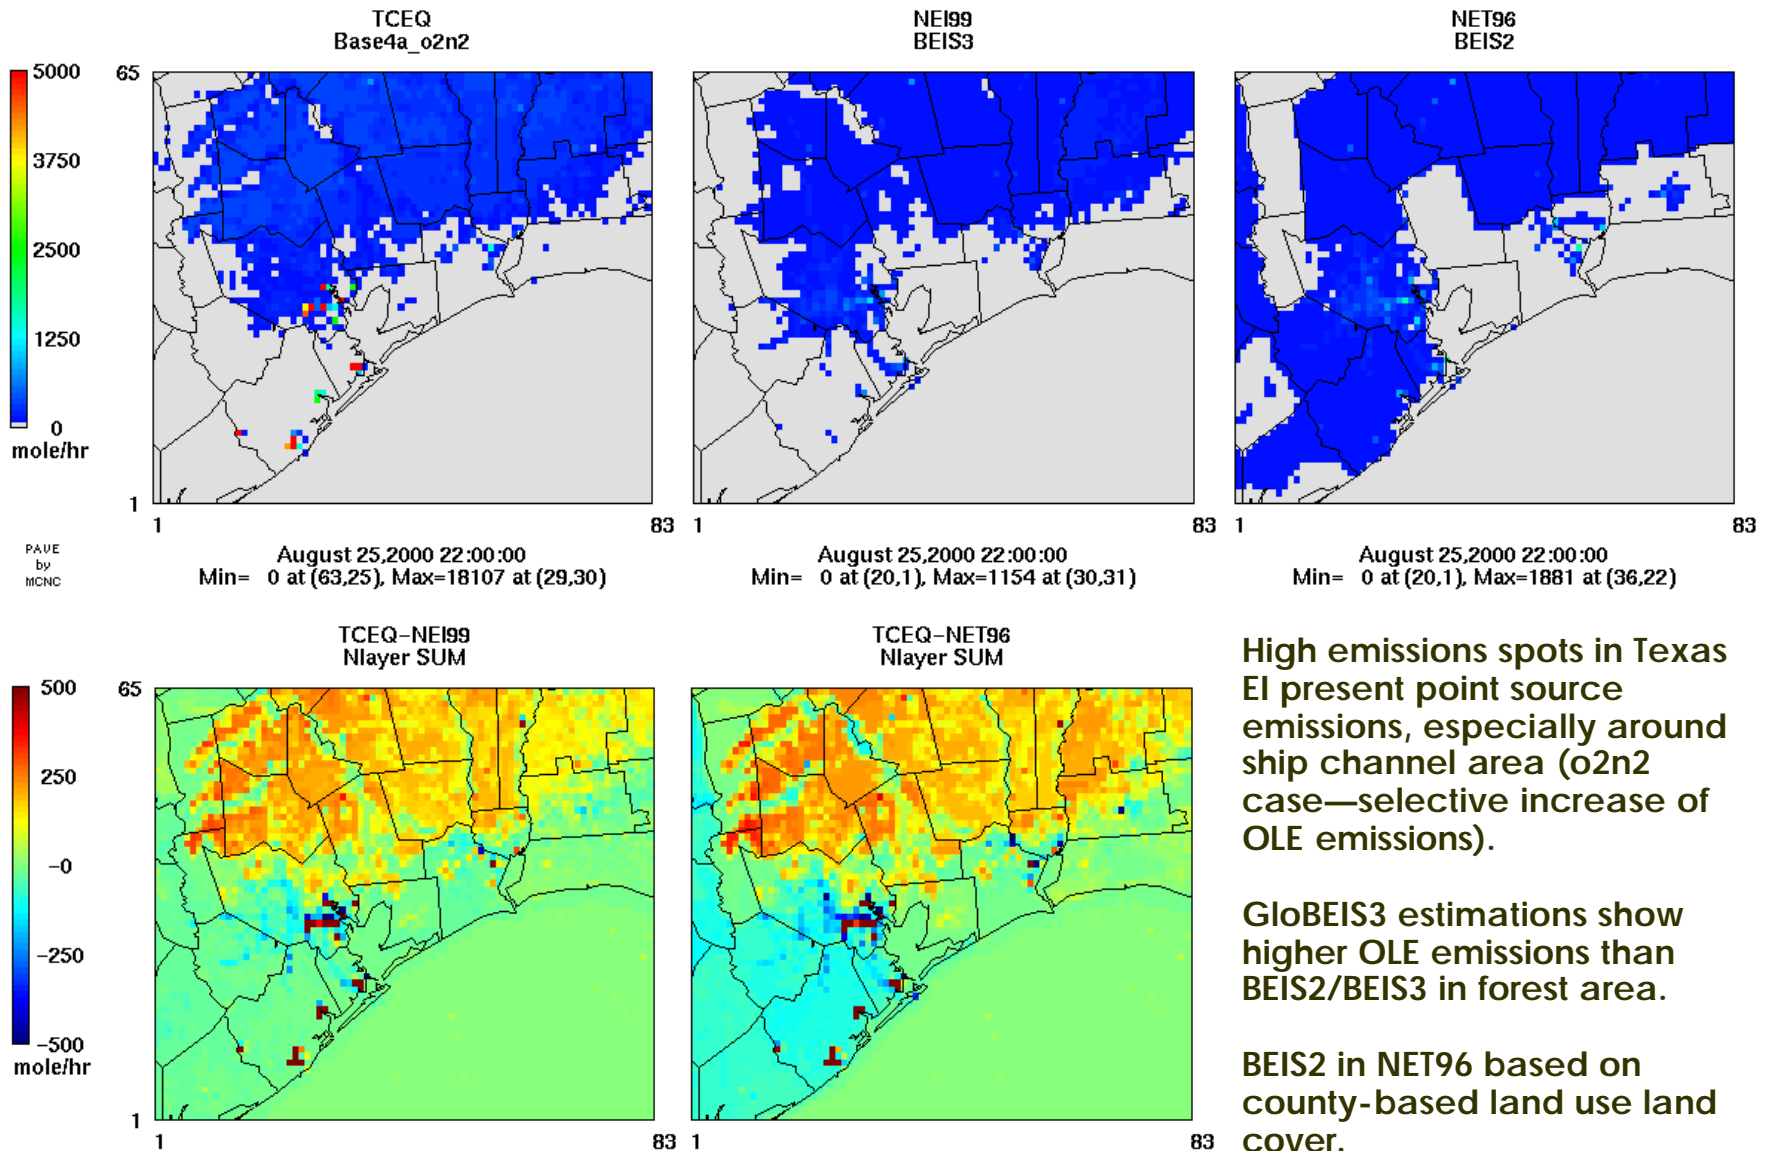 TCEQ
Base4a_o2n2
NEI99
BEIS3
NET96
BEIS2
5000
3750
2500
1250
0
mole/hr
65
1
1
83
1
83
1
83
PAVE
by
MCNC
August 25,2000 22:00:00
Min= 0 at (63,25), Max=18107 at (29,30)
August 25,2000 22:00:00
Min= 0 at (20,1), Max=1154 at (30,31)
August 25,2000 22:00:00
Min= 0 at (20,1), Max=1881 at (36,22)
TCEQ−NEI99
Nlayer SUM
TCEQ−NET96
Nlayer SUM
500
250
−0
−250
−500
mole/hr
65
1
1
83
1
83
High emissions spots in Texas
EI present point source
emissions, especially around
ship channel area (o2n2
case—selective increase of
OLE emissions).
GloBEIS3 estimations show
higher OLE emissions than
BEIS2/BEIS3 in forest area.
BEIS2 in NET96 based on
county-based land use land
cover.